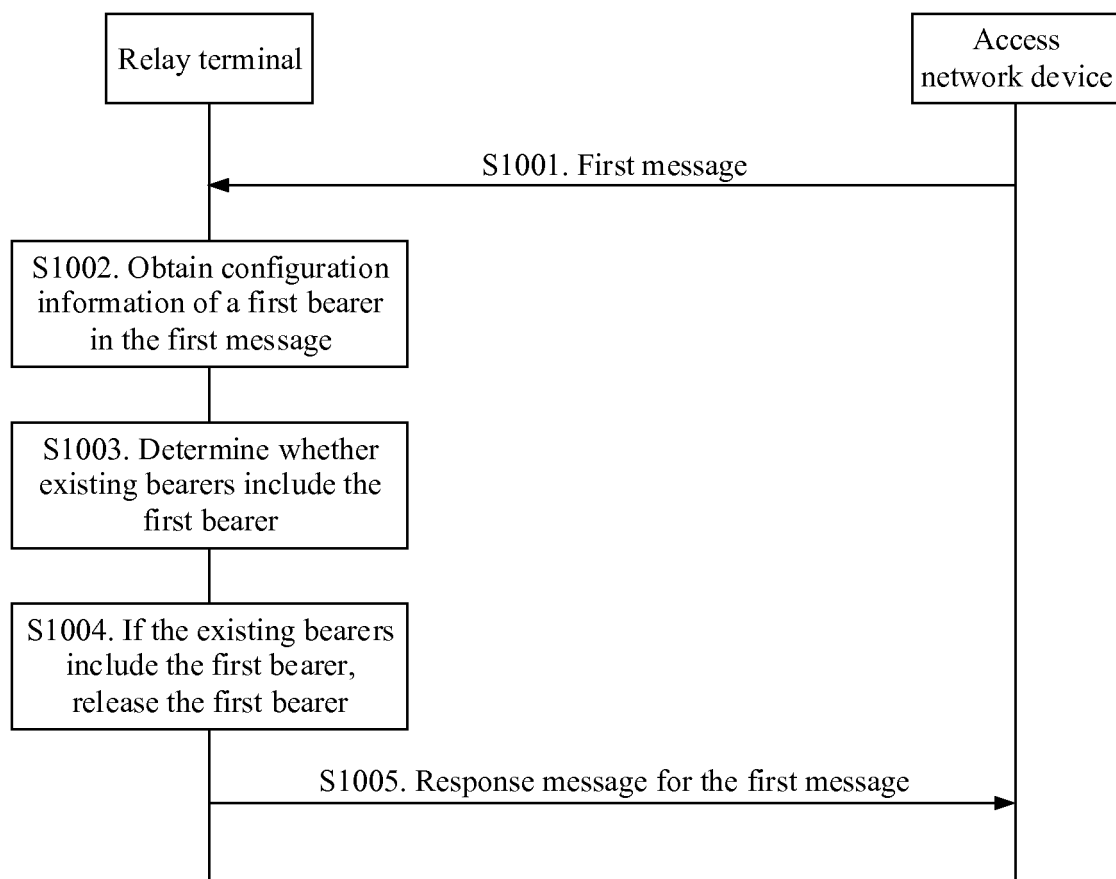 Relay terminal
Access
network device
S1001. First message
S1002. Obtain configuration
information of a first bearer
in the first message
S1003. Determine whether
existing bearers include the
first bearer
S1004. If the existing bearers
include the first bearer,
release the first bearer
S1005. Response message for the first message